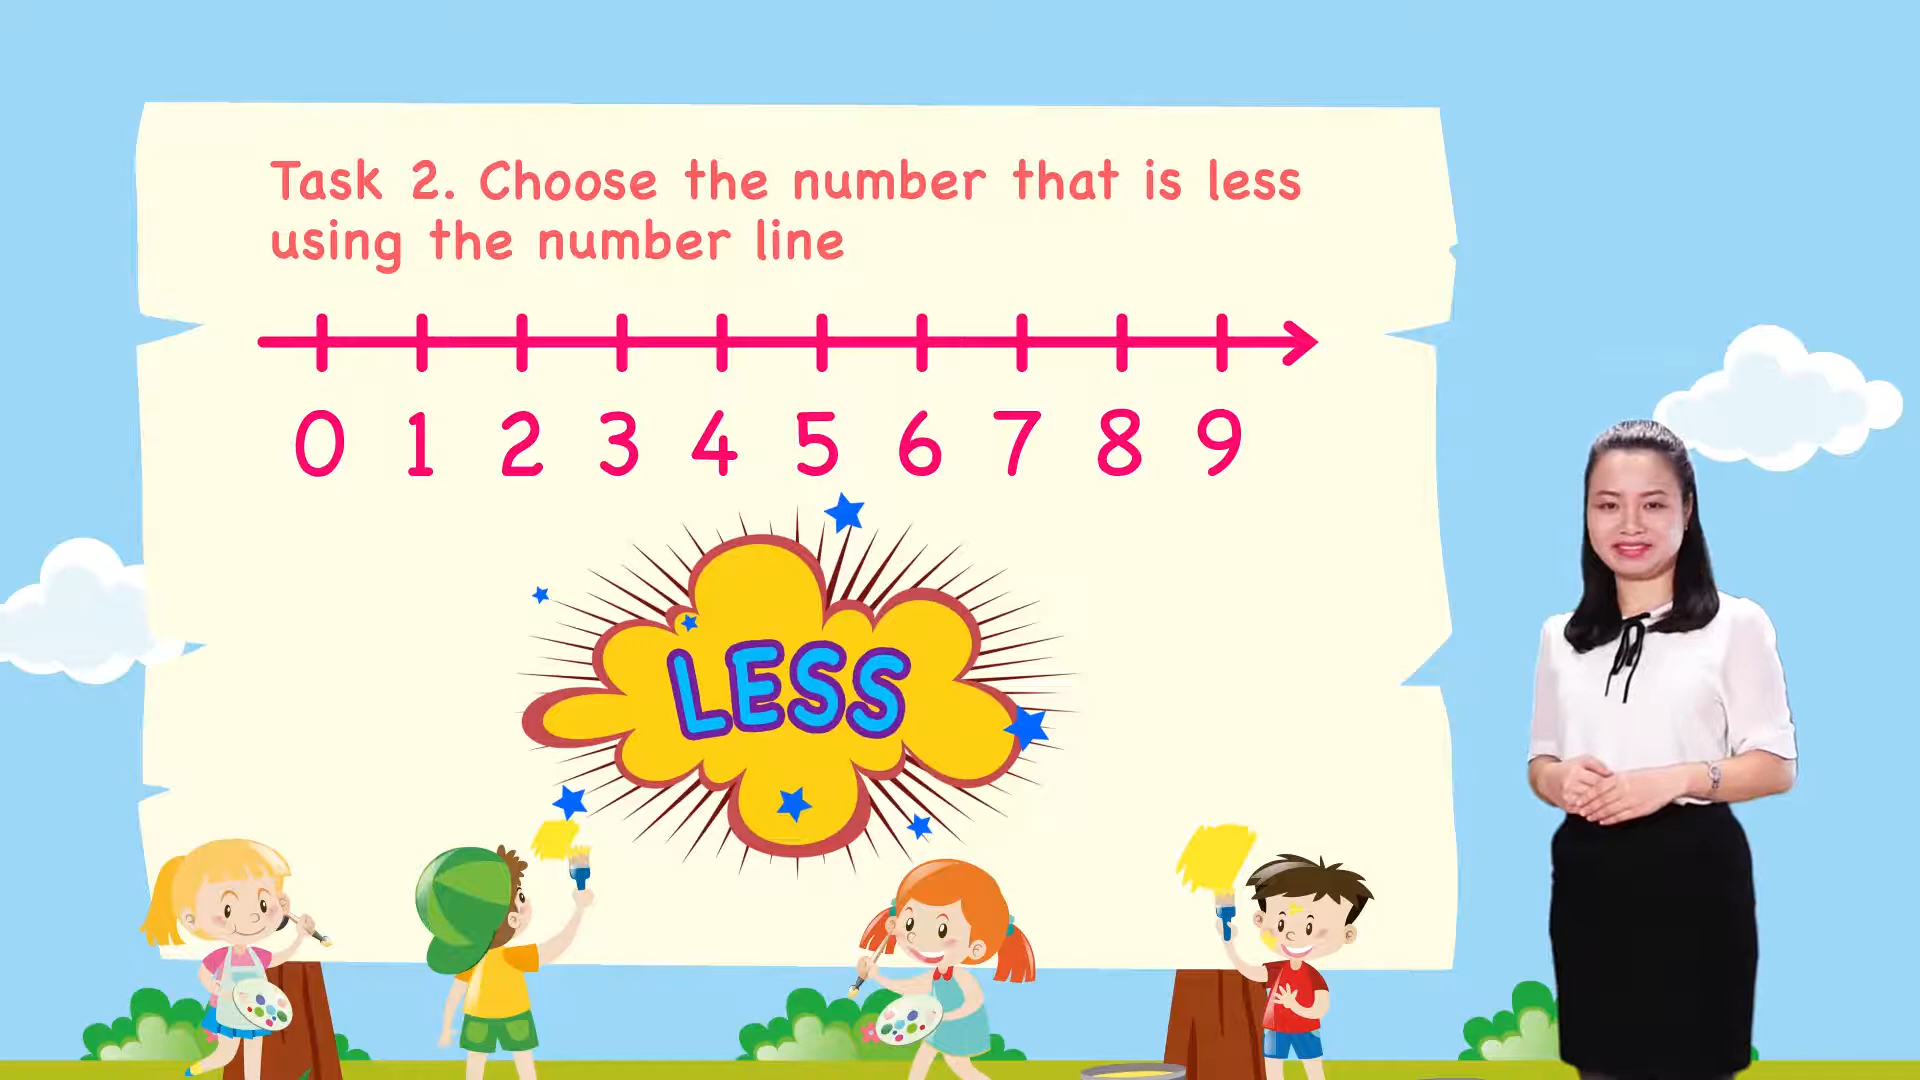 Task 2. Choose the number that is less
using the number line
0 1 2 3 4 5 6 7 8 9
LESS